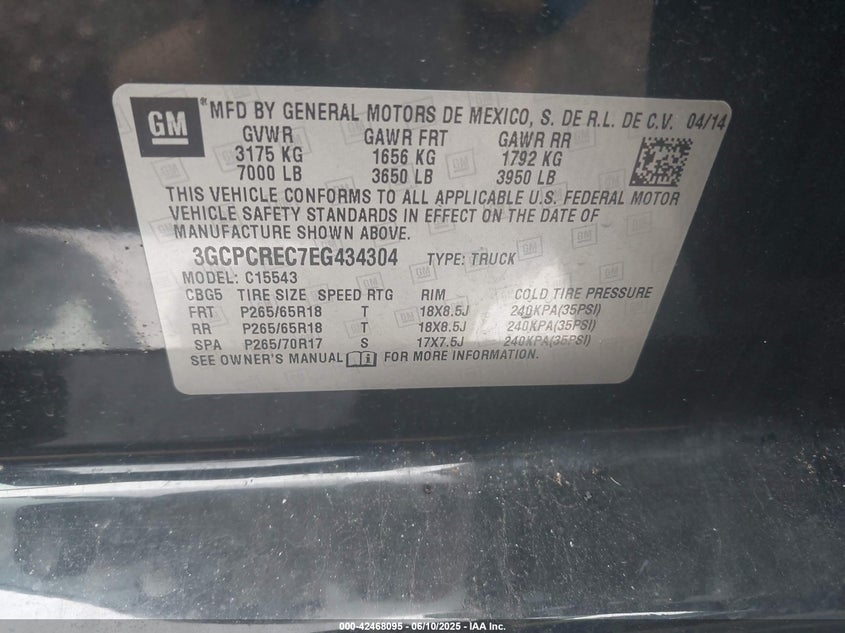 GM MFD BY GENERAL MOTORS DE MEXICO, S. DE R.L. DE C.V. 04/14
GVWR GAWR FRT GAWR RR
3175 KG 1656 KG 1792 KG
7000 LB 3650 LB 3950 LB
THIS VEHICLE CONFORMS TO ALL APPLICABLE U.S. FEDERAL MOTOR
VEHICLE SAFETY STANDARDS IN EFFECT ON THE DATE OF
MANUFACTURE SHOWN ABOVE.
3GCPCREC7EG434304 TYPE: TRUCK
MODEL: C15543
CBG5 TIRE SIZE SPEED RTG RIM COLD TIRE PRESSURE
FRT P265/65R18 T 18X8.5J 240KPA(35PSI)
RR P265/65R18 T 18X8.5J 240KPA(35PSI)
SPA P265/70R17 S 17X7.5J 240KPA(35PSI)
SEE OWNER'S MANUAL FOR MORE INFORMATION.
000-42468095 - 06/10/2025 - IAA Inc.